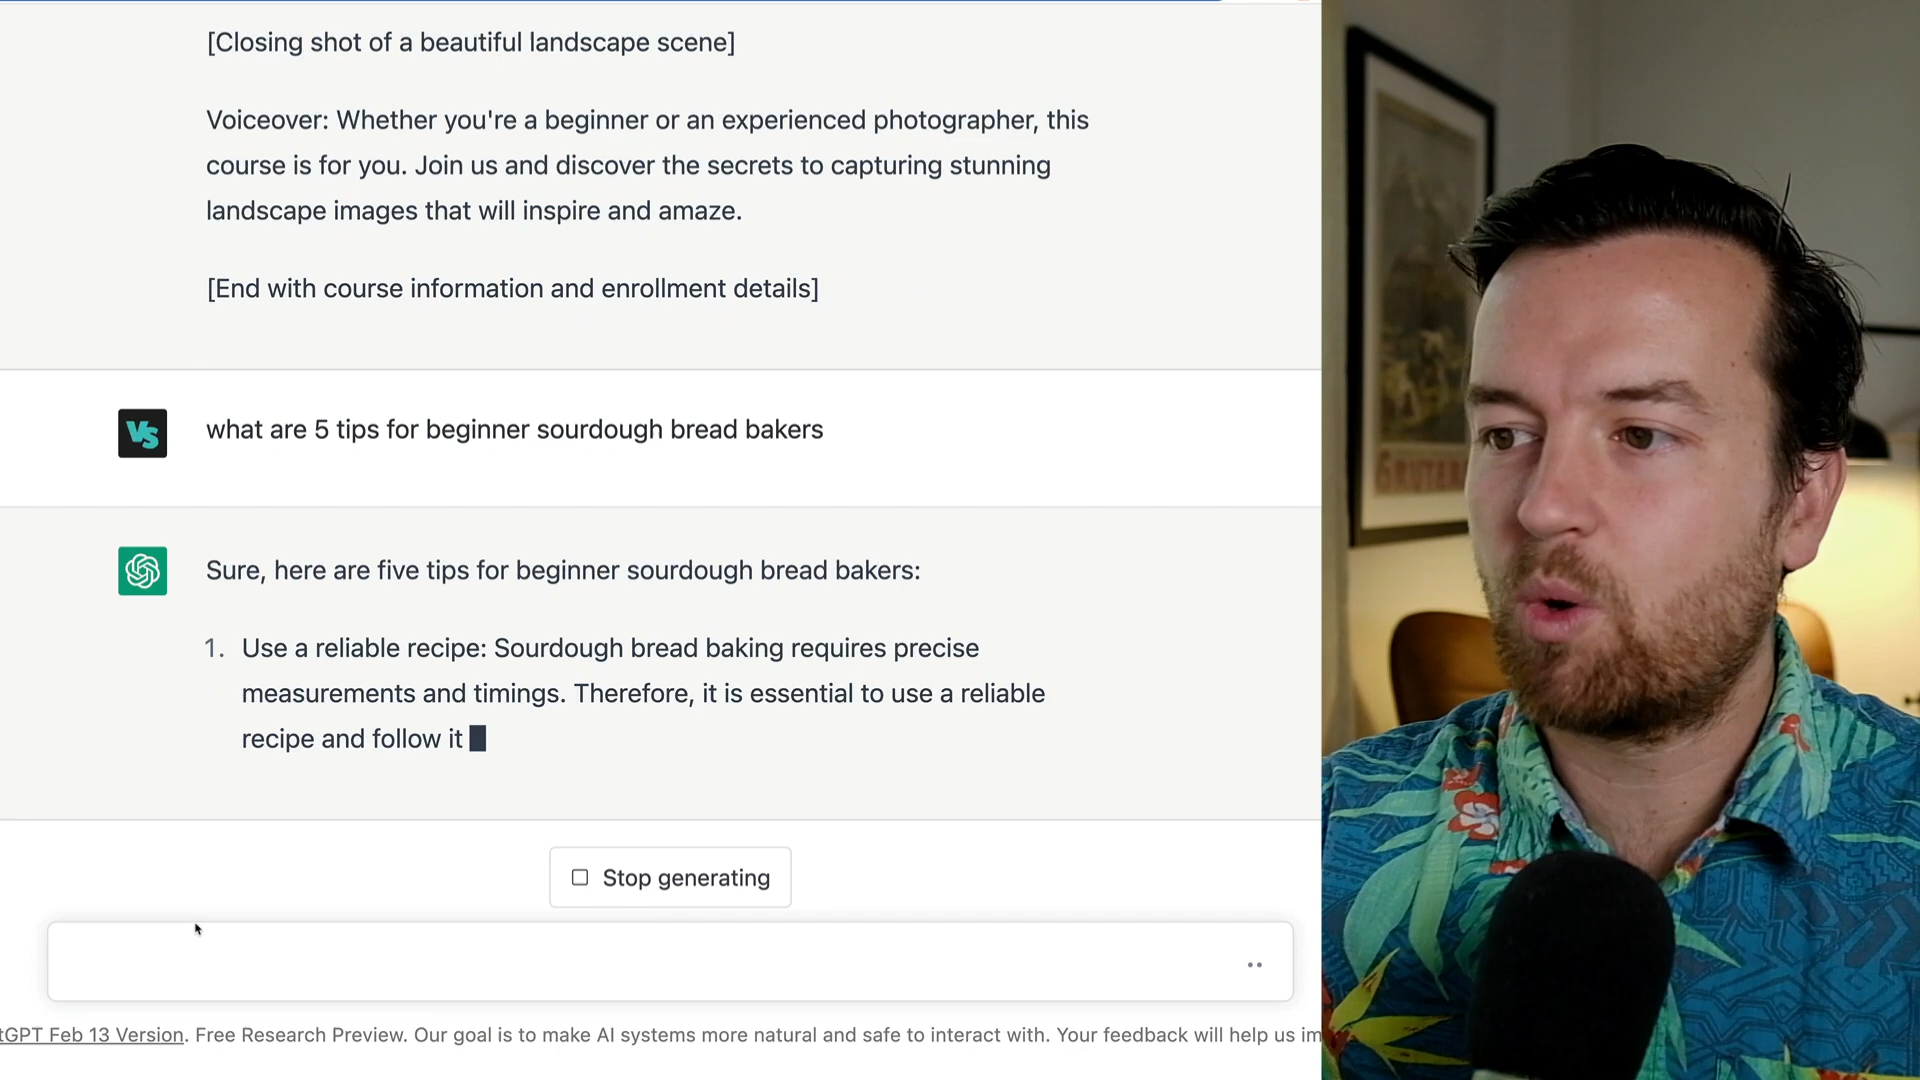 [Closing shot of a beautiful landscape scene]
Voiceover: Whether you're a beginner or an experienced photographer, this
course is for you. Join us and discover the secrets to capturing stunning
landscape images that will inspire and amaze.
[End with course information and enrollment details]
VS
what are 5 tips for beginner sourdough bread bakers
Sure, here are five tips for beginner sourdough bread bakers:
1. Use a reliable recipe: Sourdough bread baking requires precise
measurements and timings. Therefore, it is essential to use a reliable
recipe and follow it
Stop generating
tGPT Feb 13 Version. Free Research Preview. Our goal is to make AI systems more natural and safe to interact with. Your feedback will help us im